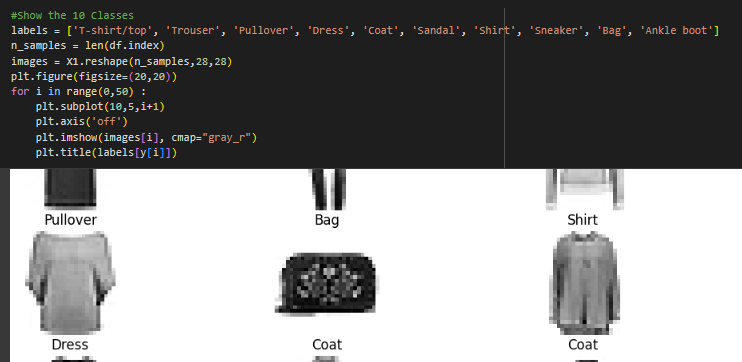 #Show the 10 Classes
labels = ['T-shirt/top', 'Trouser', 'Pullover', 'Dress', 'Coat', 'Sandal', 'Shirt', 'Sneaker', 'Bag', 'Ankle boot']
n_samples = len(df.index)
images = X1.reshape(n_samples,28,28)
plt.figure(figsize=(20,20))
for i in range(0,50) :
    plt.subplot(10,5,i+1)
    plt.axis('off')
    plt.imshow(images[i], cmap="gray_r")
    plt.title(labels[y[i]])
Pullover Bag Shirt
Dress Coat Coat